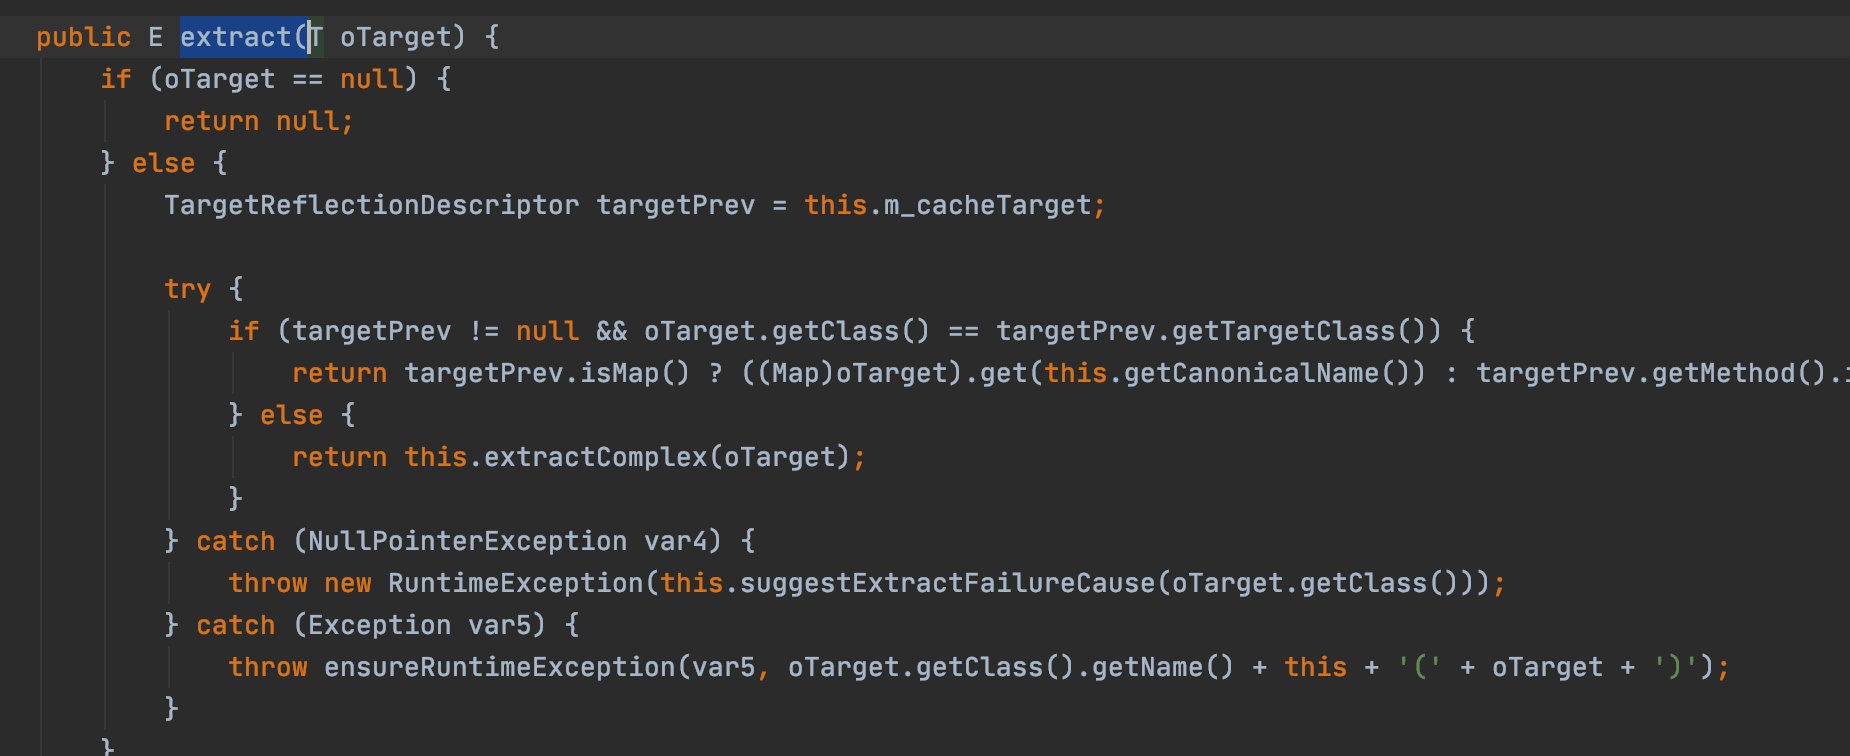 public E extract(T oTarget) {
if (oTarget == null) {
return null;
} else {
TargetReflectionDescriptor targetPrev = this.m_cacheTarget;
try {
if (targetPrev != null && oTarget.getClass() == targetPrev.getTargetClass()) {
return targetPrev.isMap() ? ((Map)oTarget).get(this.getCanonicalName()) : targetPrev.getMethod().
} else {
return this.extractComplex(oTarget);
}
} catch (NullPointerException var4) {
throw new RuntimeException(this.suggestExtractFailureCause(oTarget.getClass()));
} catch (Exception var5) {
throw ensureRuntimeException(var5, oTarget.getClass().getName() + this + '(' + oTarget + ')');
}
}